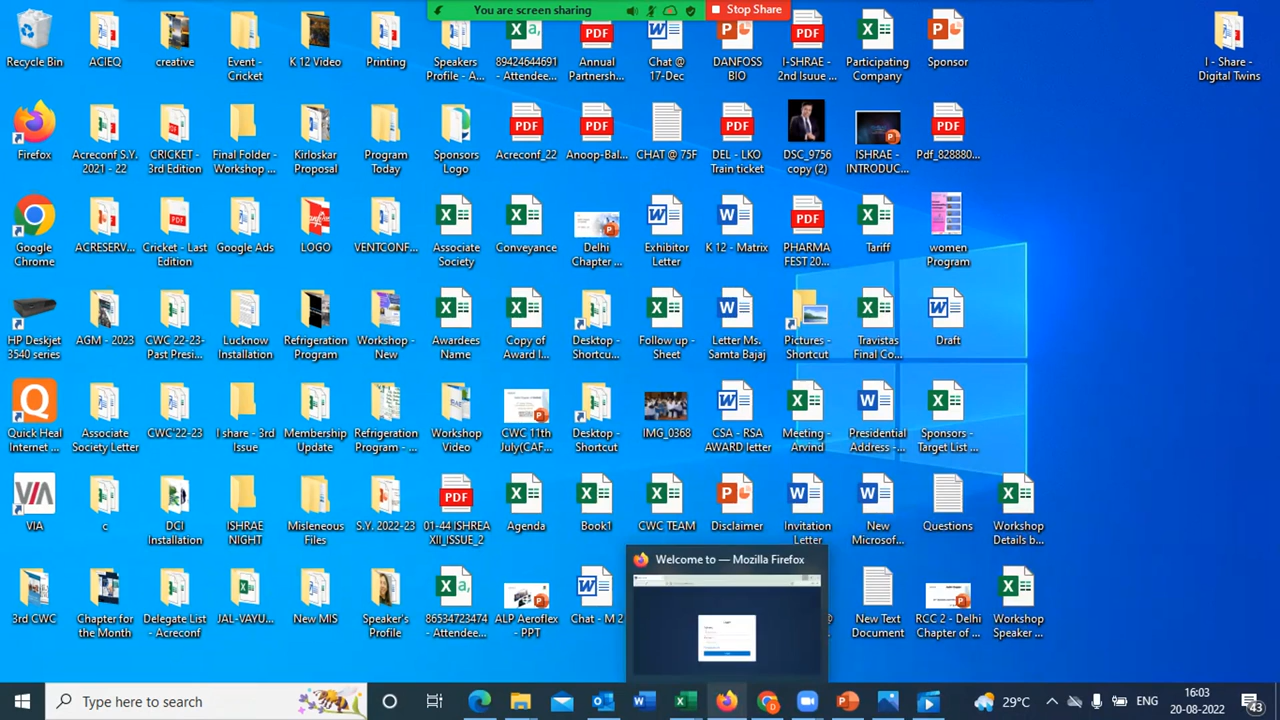 You are screen sharing
Stop Share
Recycle Bin
ACIEQ
creative
Event -
Cricket
K 12 Video
Printing
Speakers
Profile - A...
89424644691
- Attendee...
Annual
Partnersh...
Chat @
17-Dec
DANFOSS
BIO
I-SHRAE -
2nd Isuue ...
Participating
Company
Sponsor
I - Share -
Digital Twins
Firefox
Acreconf S.Y.
2021 - 22
CRICKET -
3rd Edition
Final Folder -
Workshop ...
Kirloskar
Proposal
Program
Today
Sponsors
Logo
Acreconf_22
Anoop-Bal...
CHAT @ 75F
DEL - LKO
Train ticket
DSC_9756
copy (2)
ISHRAE -
INTRODUC...
Pdf_828880...
Google
Chrome
ACRESERV...
Cricket - Last
Edition
Google Ads
LOGO
VENTCONF...
Associate
Society
Conveyance
Delhi
Chapter ...
Exhibitor
Letter
K 12 - Matrix
PHARMA
FEST 20...
Tariff
women
Program
HP Deskjet
3540 series
AGM - 2023
CWC 22-23-
Past Presi...
Lucknow
Installation
Refrigeration
Program
Workshop -
New
Awardees
Name
Copy of
Award l...
Desktop -
Shortcu...
Follow up -
Sheet
Letter Ms.
Samta Bajaj
Pictures -
Shortcut
Travistas
Final Co...
Draft
Quick Heal
Internet ...
Associate
Society Letter
CWC'22-23
I share - 3rd
Issue
Membership
Update
Refrigeration
Program - ...
Workshop
Video
CWC 11th
July(CAF...
Desktop -
Shortcut
IMG_0368
CSA - RSA
AWARD letter
Meeting -
Arvind
Presidential
Address -...
Sponsors -
Target List ...
VIA
c
DCI
Installation
ISHRAE
NIGHT
Misleneous
Files
S.Y. 2022-23
01-44 ISHREA
XII_ISSUE_2
Agenda
Book1
CWC TEAM
Disclaimer
Invitation
Letter
New
Microsof...
Questions
Workshop
Details b...
Welcome to — Mozilla Firefox
3rd CWC
Chapter for
the Month
Delegate List
- Acreconf
JAL-VAYU...
New MIS
Speaker's
Profile
86534723474
- Attendee...
ALP Aeroflex
- PPT
Chat - M 2
New Text
Document
RCC 2 - Delhi
Chapter of ...
Workshop
Speaker ...
Type here to search
29°C
ENG
16:03
20-08-2022
43